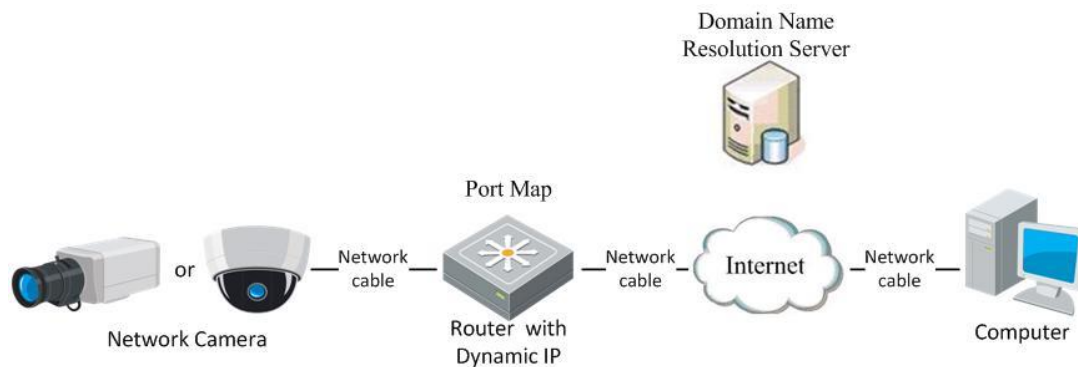 Domain Name
Resolution Server
Port Map
or
Network
cable
Network
cable
Internet
Network
cable
Network Camera
Router with
Dynamic IP
Computer